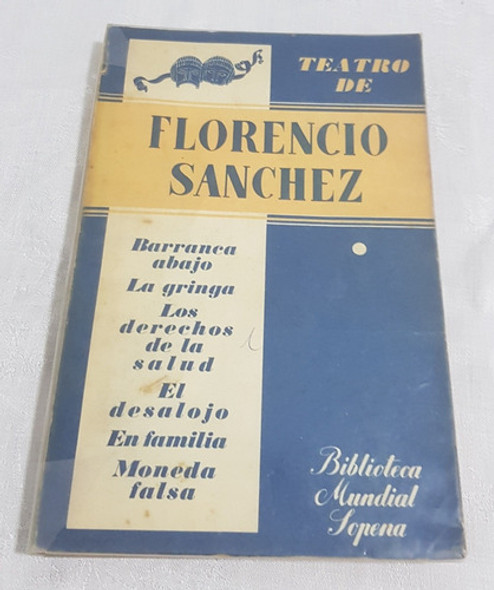 TEATRO
DE
FLORENCIO
SANCHEZ
Barranca
abajo
La gringa
Los
derechos
de la
salud
El
desalojo
En familia
Moneda
falsa
Biblioteca
Mundial
Sopena